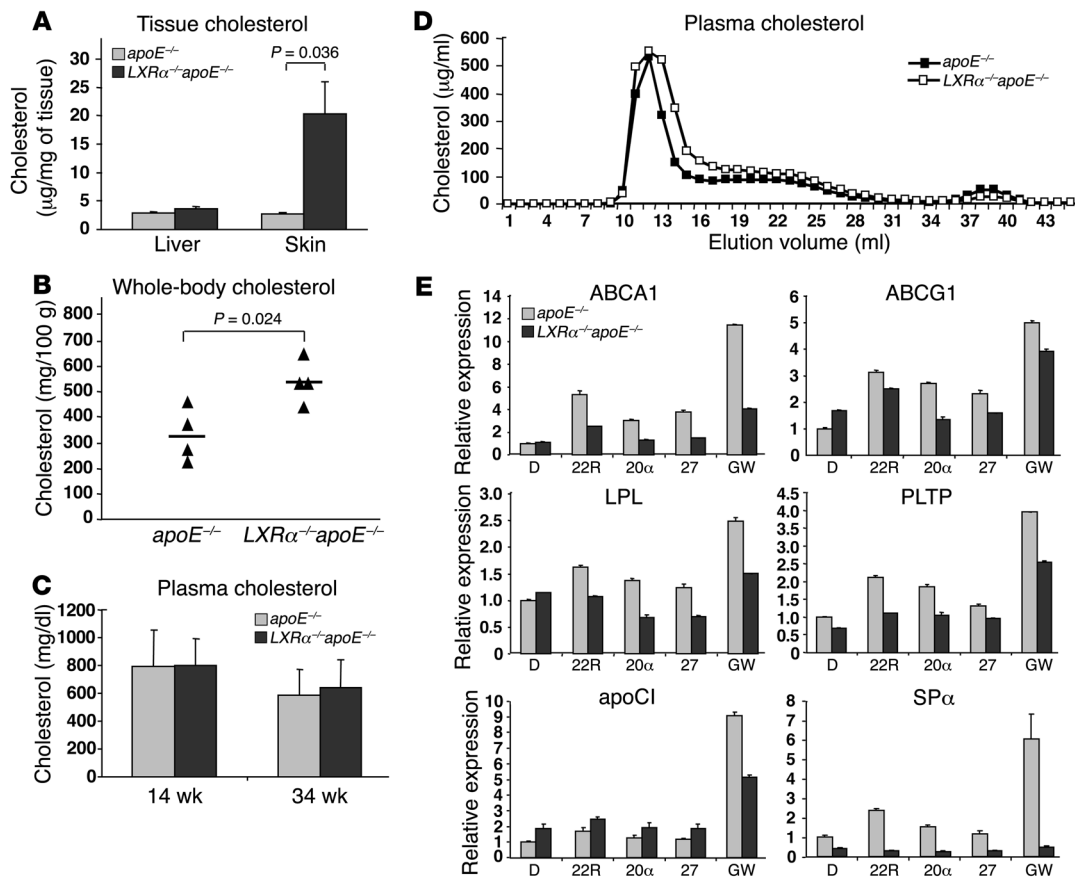 A
Tissue cholesterol
apoE–/–
LXRα–/–apoE–/–
P = 0.036
Cholesterol
(μg/mg of tissue)
30
25
20
15
10
5
0
Liver Skin
B
Whole-body cholesterol
P = 0.024
Cholesterol (mg/100 g)
800
700
600
500
400
300
200
100
0
apoE–/– LXRα–/–apoE–/–
C
Plasma cholesterol
apoE–/–
LXRα–/–apoE–/–
Cholesterol (mg/dl)
1200
1000
800
600
400
200
0
14 wk 34 wk
D
Plasma cholesterol
apoE–/–
LXRα–/–apoE–/–
Cholesterol (μg/ml)
600
500
400
300
200
100
0
1 4 7 10 13 16 19 22 25 28 31 34 37 40 43
Elution volume (ml)
E
ABCA1
apoE–/–
LXRα–/–apoE–/–
Relative expression
14
12
10
8
6
4
2
0
D 22R 20α 27 GW
ABCG1
6
5
4
3
2
1
0
D 22R 20α 27 GW
LPL
Relative expression
3.0
2.5
2.0
1.5
1.0
0.5
0.0
D 22R 20α 27 GW
PLTP
4.5
4.0
3.5
3.0
2.5
2.0
1.5
1.0
0.5
0
D 22R 20α 27 GW
apoCI
Relative expression
10
9
8
7
6
5
4
3
2
1
0
D 22R 20α 27 GW
SPα
8
7
6
5
4
3
2
1
0
D 22R 20α 27 GW